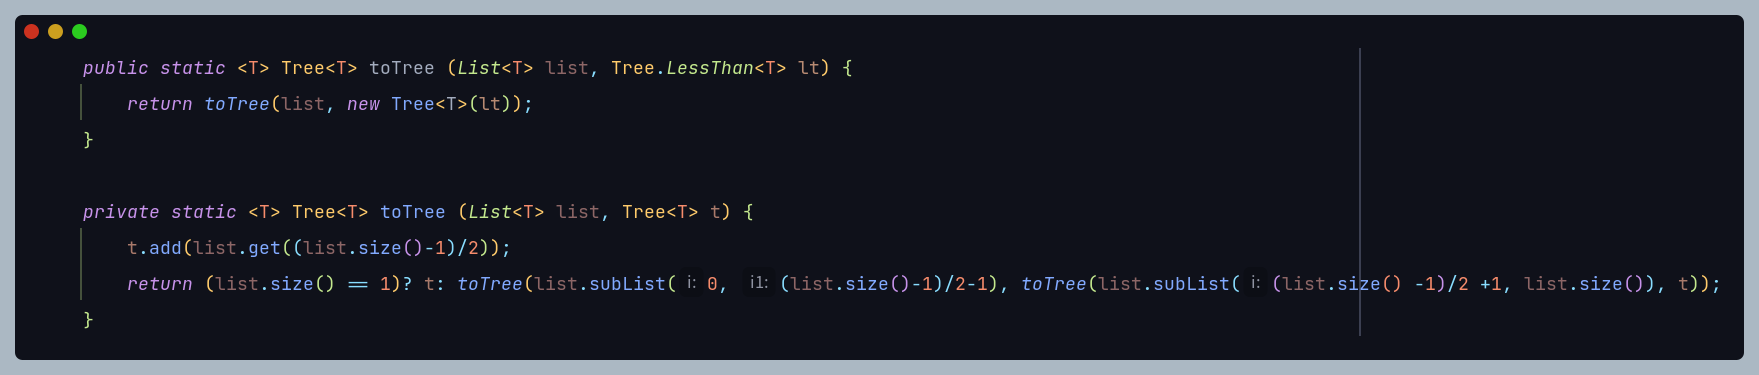 public static <T> Tree<T> toTree (List<T> list, Tree.LessThan<T> lt) {
return toTree(list, new Tree<T>(lt));
}
private static <T> Tree<T> toTree (List<T> list, Tree<T> t) {
t.add(list.get((list.size()-1)/2));
return (list.size() == 1)? t: toTree(list.subList( i: 0, i1: (list.size()-1)/2-1), toTree(list.subList( i: (list.size() -1)/2 +1, list.size()), t));
}